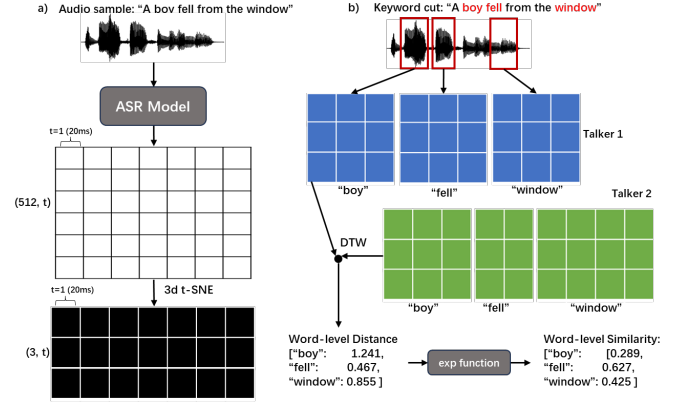 a) Audio sample: “A bov fell from the window”
ASR Model
t=1 (20ms)
(512, t)
3d t-SNE
t=1 (20ms)
(3, t)
b) Keyword cut: “A boy fell from the window”
Talker 1
“boy” “fell” “window”
Talker 2
DTW
“boy” “fell” “window”
Word-level Distance
[“boy”: 1.241,
“fell”: 0.467,
“window”: 0.855 ]
exp function
Word-level Similarity:
[“boy”: [0.289,
“fell”: 0.627,
“window”: 0.425 ]